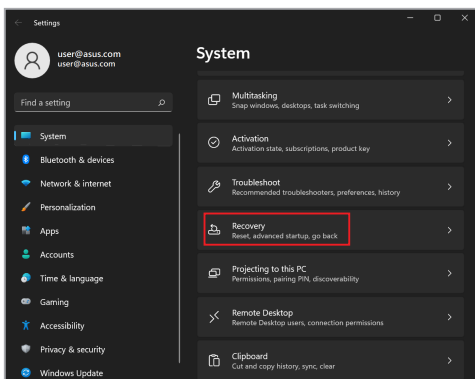 Settings
user@asus.com
user@asus.com
Find a setting
System
Bluetooth & devices
Network & internet
Personalization
Apps
Accounts
Time & language
Gaming
Accessibility
Privacy & security
Windows Update
System
Multitasking
Snap windows, desktops, task switching
Activation
Activation state, subscriptions, product key
Troubleshoot
Recommended troubleshooters, preferences, history
Recovery
Reset, advanced startup, go back
Projecting to this PC
Permissions, pairing PIN, discoverability
Remote Desktop
Remote Desktop users, connection permissions
Clipboard
Cut and copy history, sync, clear